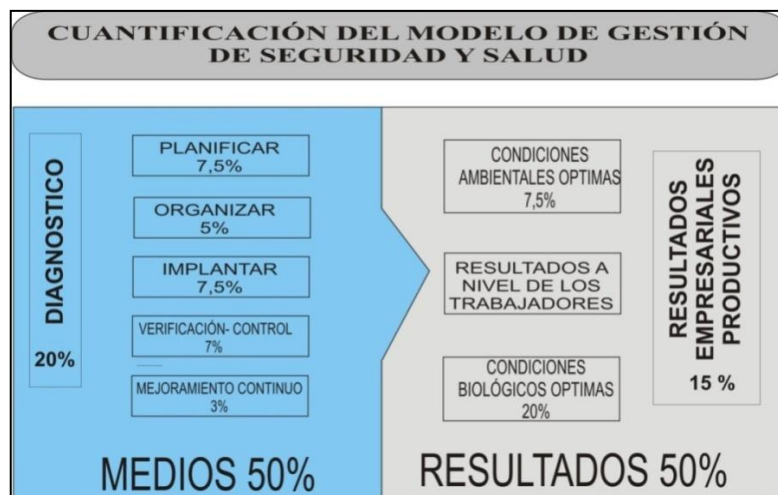 CUANTIFICACIÓN DEL MODELO DE GESTIÓN
DE SEGURIDAD Y SALUD
DIAGNOSTICO
20%
PLANIFICAR
7,5%
ORGANIZAR
5%
IMPLANTAR
7,5%
VERIFICACIÓN- CONTROL
7%
MEJORAMIENTO CONTINUO
3%
MEDIOS 50%
CONDICIONES
AMBIENTALES OPTIMAS
7,5%
RESULTADOS A
NIVEL DE LOS
TRABAJADORES
CONDICIONES
BIOLÓGICOS OPTIMAS
20%
RESULTADOS
EMPRESARIALES
PRODUCTIVOS
15 %
RESULTADOS 50%